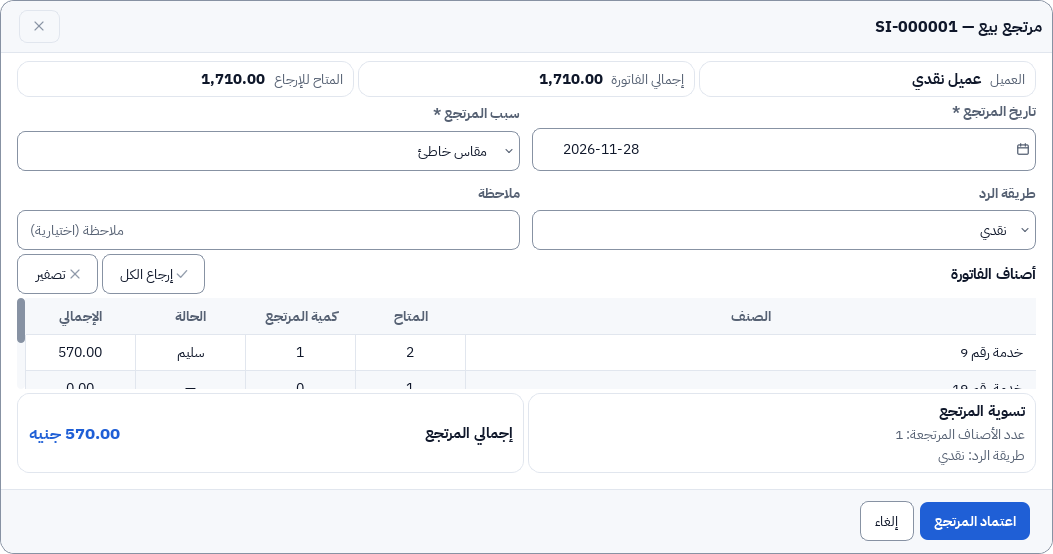 مرتجع بيع — SI-000001
العميل عميل نقدي
إجمالي الفاتورة 1,710.00
المتاح للإرجاع 1,710.00
تاريخ المرتجع *
سبب المرتجع *
2026-11-28
مقاس خاطئ
طريقة الرد
ملاحظة
نقدي
ملاحظة (اختيارية)
أصناف الفاتورة
إرجاع الكل
تصفير
الصنف المتاح كمية المرتجع الحالة الإجمالي
خدمة رقم 9 2 1 سليم 570.00
خدمة رقم 19 1 0 — 0.00
تسوية المرتجع
عدد الأصناف المرتجعة: 1
طريقة الرد: نقدي
إجمالي المرتجع 570.00 جنيه
اعتماد المرتجع
إلغاء